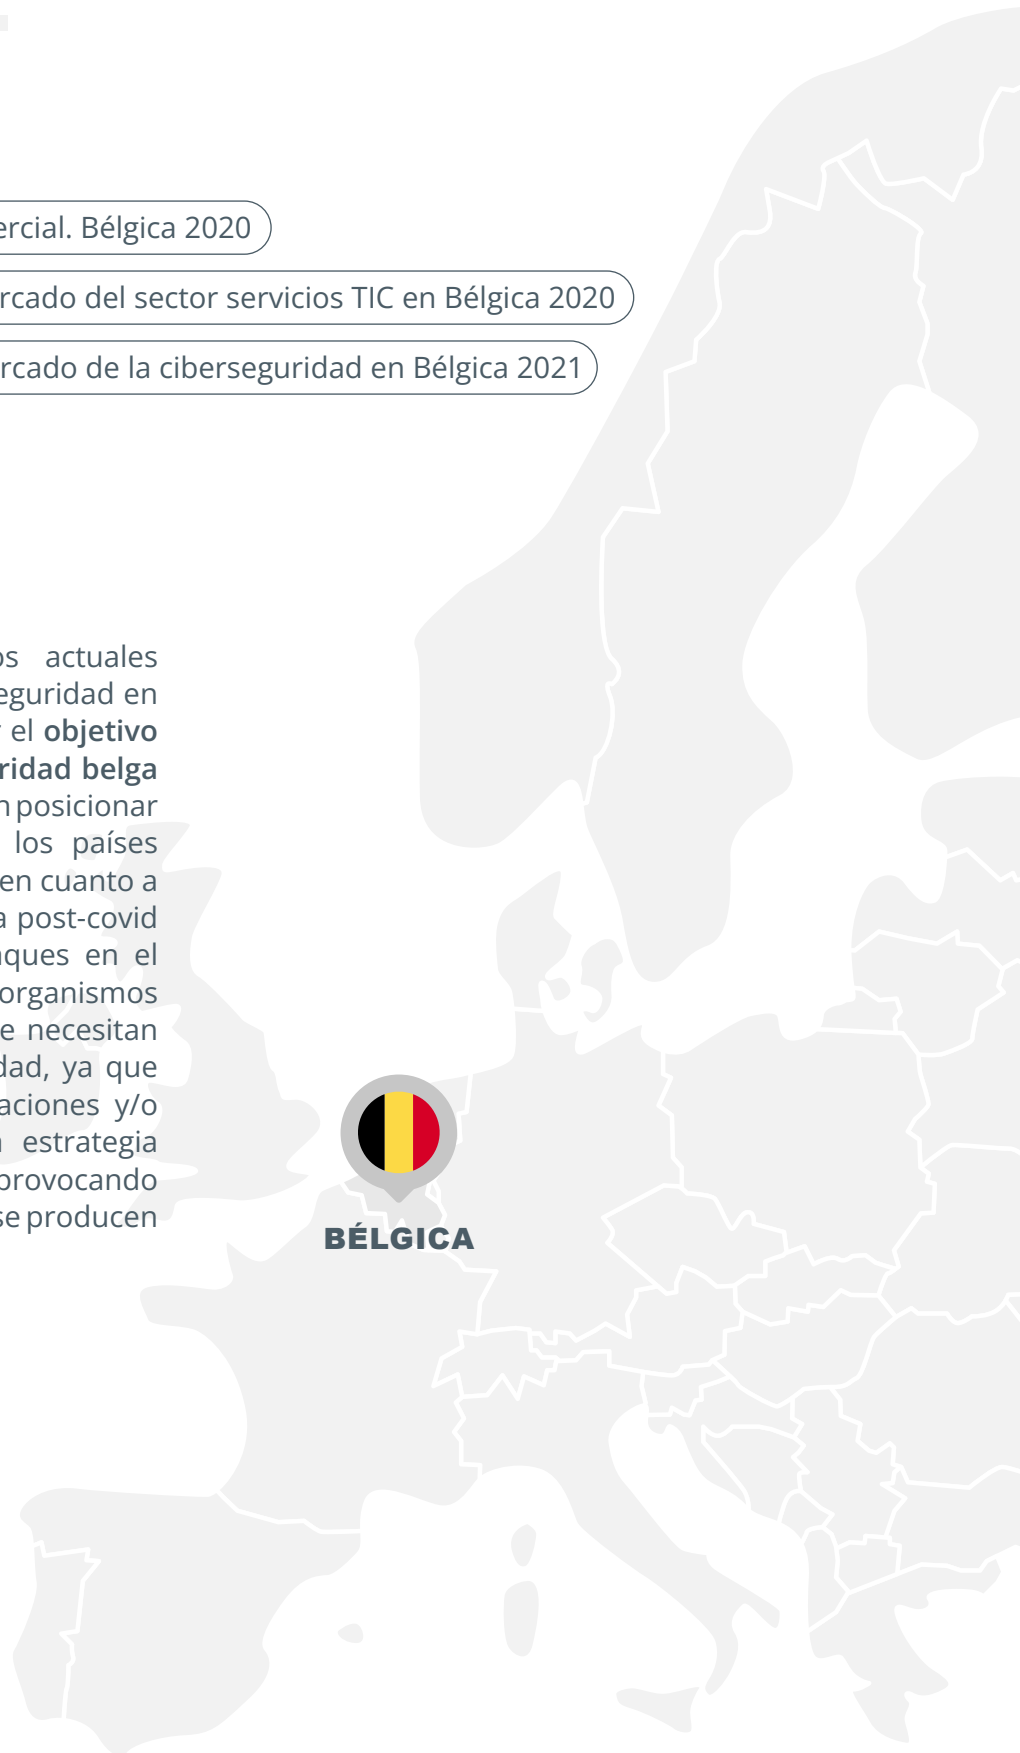 ercial. Bélgica 2020
rcado del sector servicios TIC en Bélgica 2020
rcado de la ciberseguridad en Bélgica 2021
os actuales
eguridad en
el objetivo
ridad belga
n posicionar
los países
en cuanto a
a post-covid
aques en el
organismos
e necesitan
dad, ya que
aciones y/o
estrategia
provocando
se producen
BÉLGICA